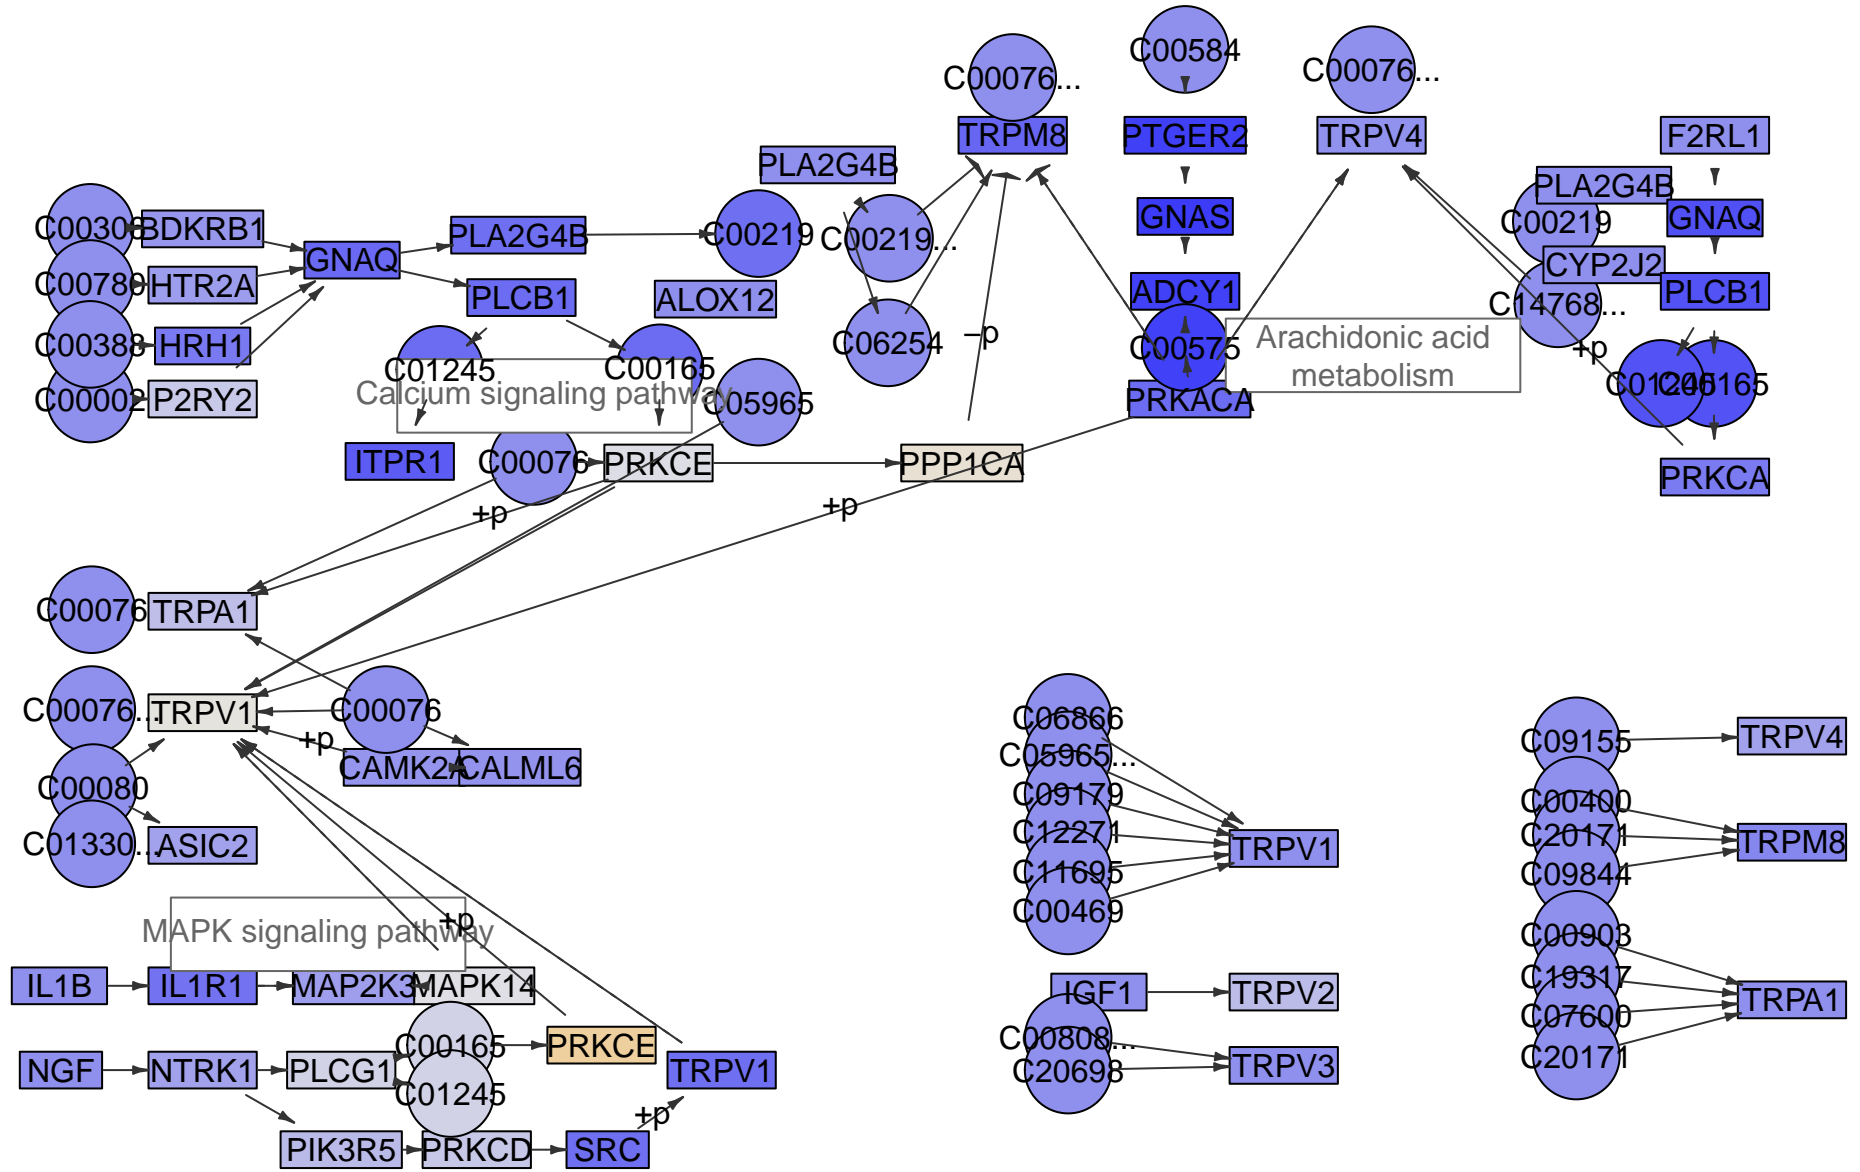 C00584
C00076...
C00076...
TRPM8
PTGER2
TRPV4
F2RL1
PLA2G4B
PLA2G4B
C00219
GNAS
GNAQ
BDKRB1
PLA2G4B
C00219
C00219...
GNAQ
CYP2J2
C00780
HTR2A
PLCB1
ALOX12
ADCY1
C14768...
PLCB1
C00388
HRH1
C06254
-p
C00575
Arachidonic acid
metabolism
+p
C01245
C00165
Calcium signaling pathway
C00002
P2RY2
C05965
PRKACA
C01245
C00165
ITPR1
C00076
PRKCE
PPP1CA
PRKCA
+p
+p
C00076
TRPA1
C00076...
TRPV1
C00076
+p
CAMK2A
CALML6
C00080
C01330...
ASIC2
C06866
C05965...
C09179
C12271
C11695
C00469
TRPV1
C09155
TRPV4
C00400
C20171
C09844
TRPM8
C00903
C19317
C07600
C20171
TRPA1
+p
MAPK signaling pathway
IL1B
IL1R1
MAP2K3
MAPK14
IGF1
TRPV2
C00165
PRKCE
C00808...
C20698
TRPV3
NGF
NTRK1
PLCG1
C01245
TRPV1
+p
PIK3R5
PRKCD
SRC